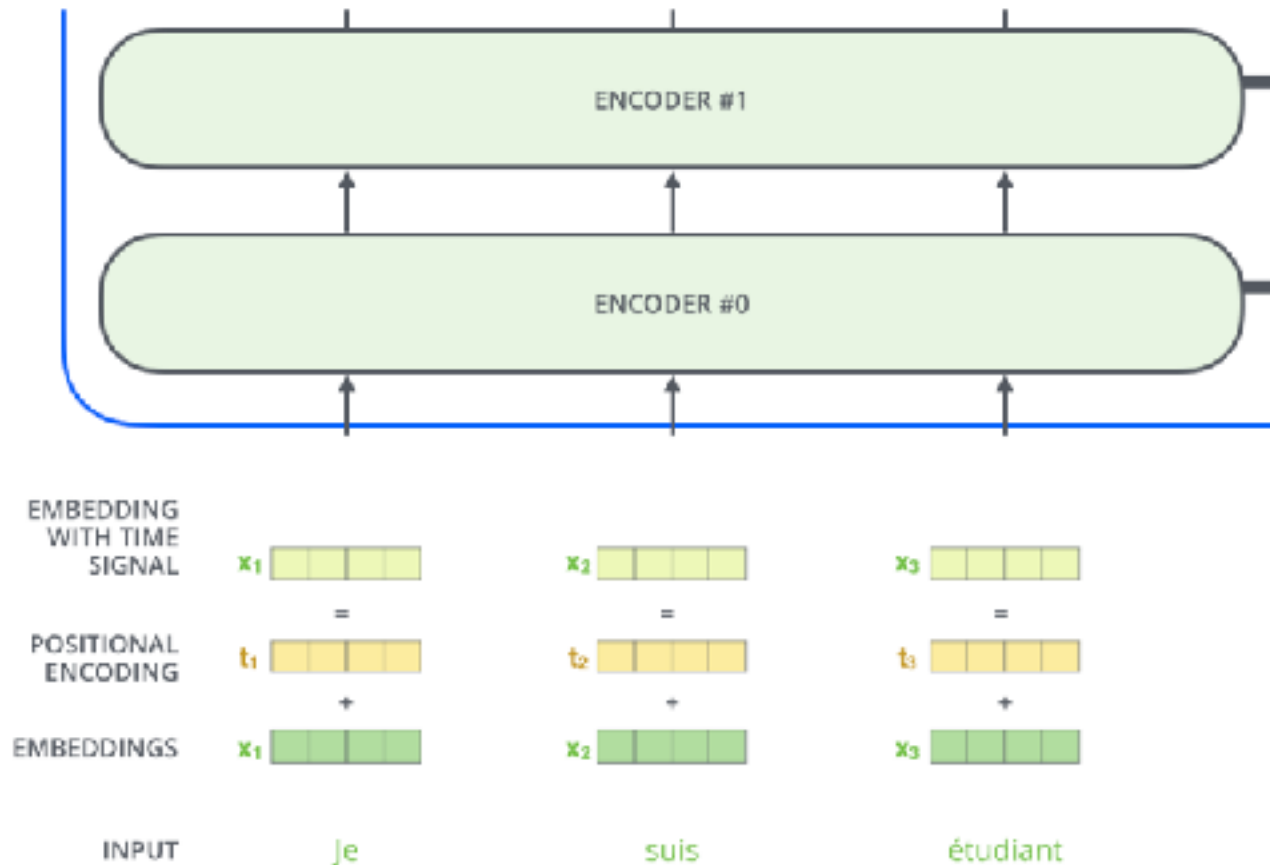 ENCODER #1
ENCODER #0
EMBEDDING
WITH TIME
SIGNAL
x₁ x₂ x₃
= = =
POSITIONAL
ENCODING
t₁ t₂ t₃
+ + +
EMBEDDINGS x₁ x₂ x₃
INPUT Je suis étudiant